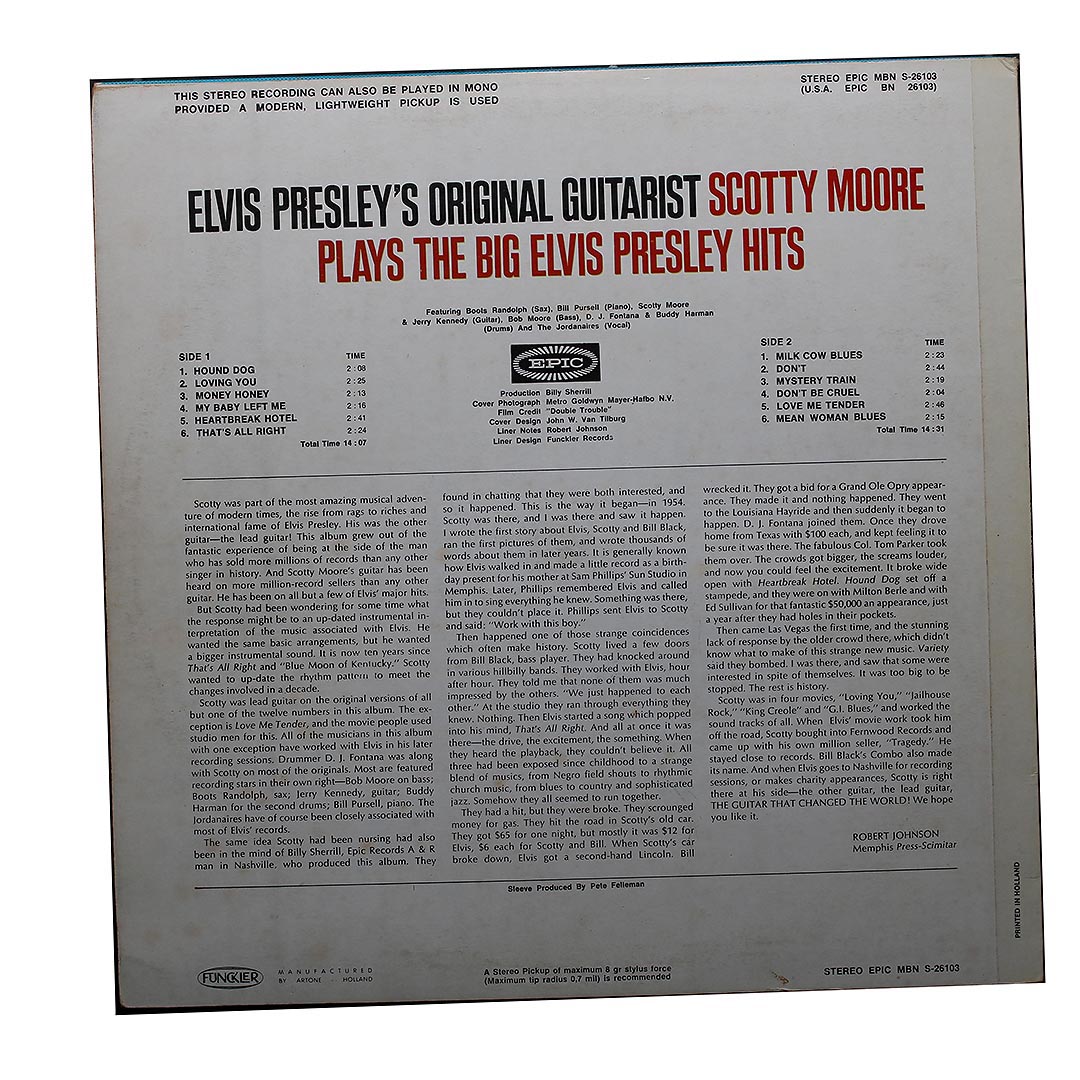 THIS STEREO RECORDING CAN ALSO BE PLAYED IN MONO
PROVIDED A MODERN, LIGHTWEIGHT PICKUP IS USED
STEREO EPIC MBN S-26103
(U.S.A. EPIC BN 26103)
ELVIS PRESLEY'S ORIGINAL GUITARIST SCOTTY MOORE
PLAYS THE BIG ELVIS PRESLEY HITS
Featuring Boots Randolph (Sax), Bill Pursell (Piano), Scotty Moore
& Jerry Kennedy (Guitar), Bob Moore (Bass), D. J. Fontana & Buddy Harman
(Drums) And The Jordanaires (Vocal)
SIDE 1 TIME
1. HOUND DOG 2:08
2. LOVING YOU 2:25
3. MONEY HONEY 2:13
4. MY BABY LEFT ME 2:16
5. HEARTBREAK HOTEL 2:41
6. THAT'S ALL RIGHT 2:24
Total Time 14:07
EPIC
Production Billy Sherrill
Cover Photograph Metro Goldwyn Mayer-Hafbo N.V.
Film Credit "Double Trouble"
Cover Design John W. Van Tilburg
Liner Notes Robert Johnson
Liner Design Funckler Records
SIDE 2 TIME
1. MILK COW BLUES 2:23
2. DON'T 2:44
3. MYSTERY TRAIN 2:19
4. DON'T BE CRUEL 2:04
5. LOVE ME TENDER 2:46
6. MEAN WOMAN BLUES 2:15
Total Time 14:31
Scotty was part of the most amazing musical adven-
ture of modern times, the rise from rags to riches and
international fame of Elvis Presley. His was the other
guitar—the lead guitar! This album grew out of the
fantastic experience of being at the side of the man
who has sold more millions of records than any other
singer in history. And Scotty Moore's guitar has been
heard on more million-record sellers than any other
guitar. He has been on all but a few of Elvis' major hits.
But Scotty had been wondering for some time what
the response might be to an up-dated instrumental in-
terpretation of the music associated with Elvis. He
wanted the same basic arrangements, but he wanted
a bigger instrumental sound. It is now ten years since
That's All Right and "Blue Moon of Kentucky." Scotty
wanted to up-date the rhythm pattern to meet the
changes involved in a decade.
Scotty was lead guitar on the original versions of all
but one of the twelve numbers in this album. The ex-
ception is Love Me Tender, and the movie people used
studio men for this. All of the musicians in this album
with one exception have worked with Elvis in his later
recording sessions. Drummer D. J. Fontana was along
with Scotty on most of the originals. Most are featured
recording stars in their own right—Bob Moore on bass;
Boots Randolph, sax; Jerry Kennedy, guitar; Buddy
Harman for the second drums; Bill Pursell, piano. The
Jordanaires have of course been closely associated with
most of Elvis' records.
The same idea Scotty had been nursing had also
been in the mind of Billy Sherrill, Epic Records A & R
man in Nashville, who produced this album. They
found in chatting that they were both interested, and
so it happened. This is the way it began—in 1954.
Scotty was there, and I was there and saw it happen.
I wrote the first story about Elvis, Scotty and Bill Black,
ran the first pictures of them, and wrote thousands of
words about them in later years. It is generally known
how Elvis walked in and made a little record as a birth-
day present for his mother at Sam Phillips' Sun Studio in
Memphis. Later, Phillips remembered Elvis and called
him in to sing everything he knew. Something was there,
but they couldn't place it. Phillips sent Elvis to Scotty
and said: "Work with this boy."
Then happened one of those strange coincidences
which often make history. Scotty lived a few doors
from Bill Black, bass player. They had knocked around
in various hillbilly bands. They worked with Elvis, hour
after hour. They told me that none of them was much
impressed by the others. "We just happened to each
other." At the studio they ran through everything they
knew. Nothing. Then Elvis started a song which popped
into his mind, That's All Right. And all at once it was
there—the drive, the excitement, the something. When
they heard the playback, they couldn't believe it. All
three had been exposed since childhood to a strange
blend of music, from Negro field shouts to rhythmic
church music, from blues to country and sophisticated
jazz. Somehow they all seemed to run together.
They had a hit, but they were broke. They scrounged
money for gas. They hit the road in Scotty's old car.
They got $65 for one night, but mostly it was $12 for
Elvis, $6 each for Scotty and Bill. When Scotty's car
broke down, Elvis got a second-hand Lincoln. Bill
wrecked it. They got a bid for a Grand Ole Opry appear-
ance. They made it and nothing happened. They went
to the Louisiana Hayride and then suddenly it began to
happen. D. J. Fontana joined them. Once they drove
home from Texas with $100 each, and kept feeling it to
be sure it was there. The fabulous Col. Tom Parker took
them over. The crowds got bigger, the screams louder,
and now you could feel the excitement. It broke wide
open with Heartbreak Hotel. Hound Dog set off a
stampede, and they were on with Milton Berle and with
Ed Sullivan for that fantastic $50,000 an appearance, just
a year after they had holes in their pockets.
Then came Las Vegas the first time, and the stunning
lack of response by the older crowd there, which didn't
know what to make of this strange new music. Variety
said they bombed. I was there, and saw that some were
interested in spite of themselves. It was too big to be
stopped. The rest is history.
Scotty was in four movies, "Loving You," "Jailhouse
Rock," "King Creole" and "G.I. Blues," and worked the
sound tracks of all. When Elvis' movie work took him
off the road, Scotty bought into Fernwood Records and
came up with his own million seller, "Tragedy." He
stayed close to records. Bill Black's Combo also made
its name. And when Elvis goes to Nashville for recording
sessions, or makes charity appearances, Scotty is right
there at his side—the other guitar, the lead guitar,
THE GUITAR THAT CHANGED THE WORLD! We hope
you like it.
ROBERT JOHNSON
Memphis Press-Scimitar
Sleeve Produced By Pete Felleman
FUNCKLER
MANUFACTURED
BY ARTONE - HOLLAND
A Stereo Pickup of maximum 8 gr stylus force
(Maximum tip radius 0,7 mil) is recommended
STEREO EPIC MBN S-26103
PRINTED IN HOLLAND